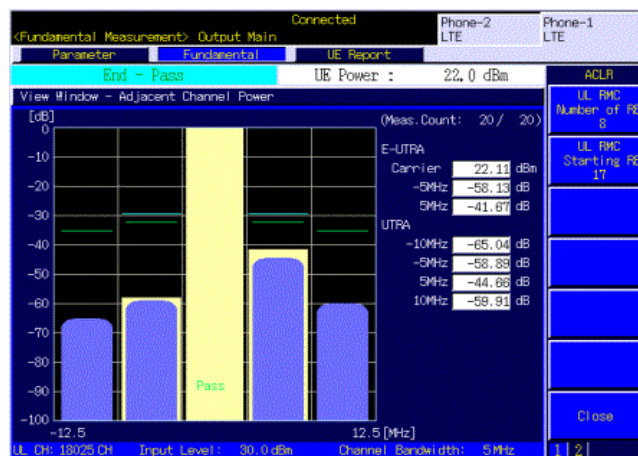 Connected
<Fundamental Measurement> Output Main
Phone-2
LTE
Phone-1
LTE
Parameter
Fundamental
UE Report
End - Pass
UE Power : 22.0 dBm
ACLR
View Window - Adjacent Channel Power
UL RMC
Number of RB
8
UL RMC
Starting RB
17
[dB]
(Meas.Count: 20/ 20)
0
-10
-20
-30
-40
-50
-60
-70
-80
-90
-100
Pass
-12.5
12.5 [MHz]
E-UTRA
Carrier 22.11 dBm
-5MHz -58.13 dB
5MHz -41.67 dB
UTRA
-10MHz -65.04 dB
-5MHz -58.89 dB
5MHz -44.66 dB
10MHz -59.91 dB
Close
UL CH: 18025 CH Input Level: 30.0 dBm Channel Bandwidth: 5 MHz
1 2